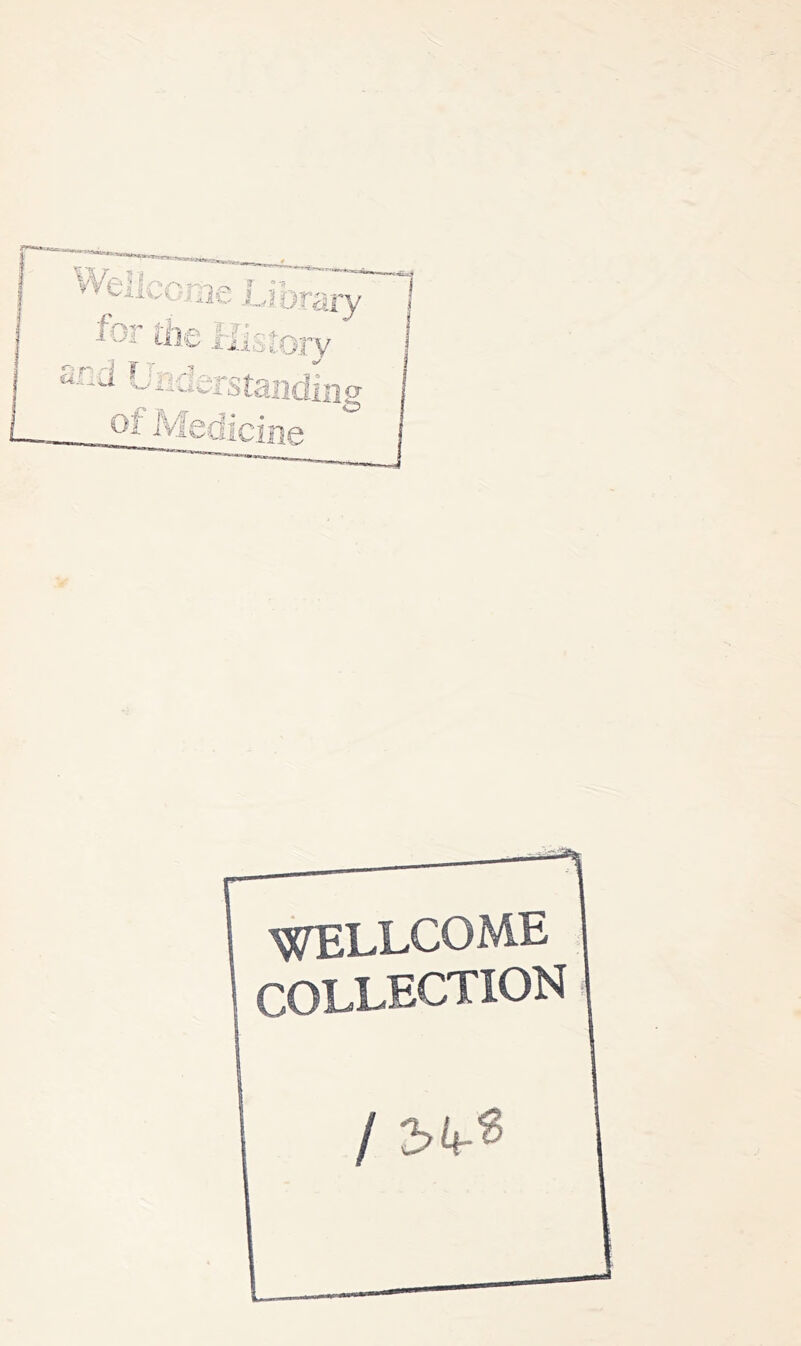 Wellcome Library
for the History
and Understanding
of Medicine
WELLCOME
COLLECTION
/ 348